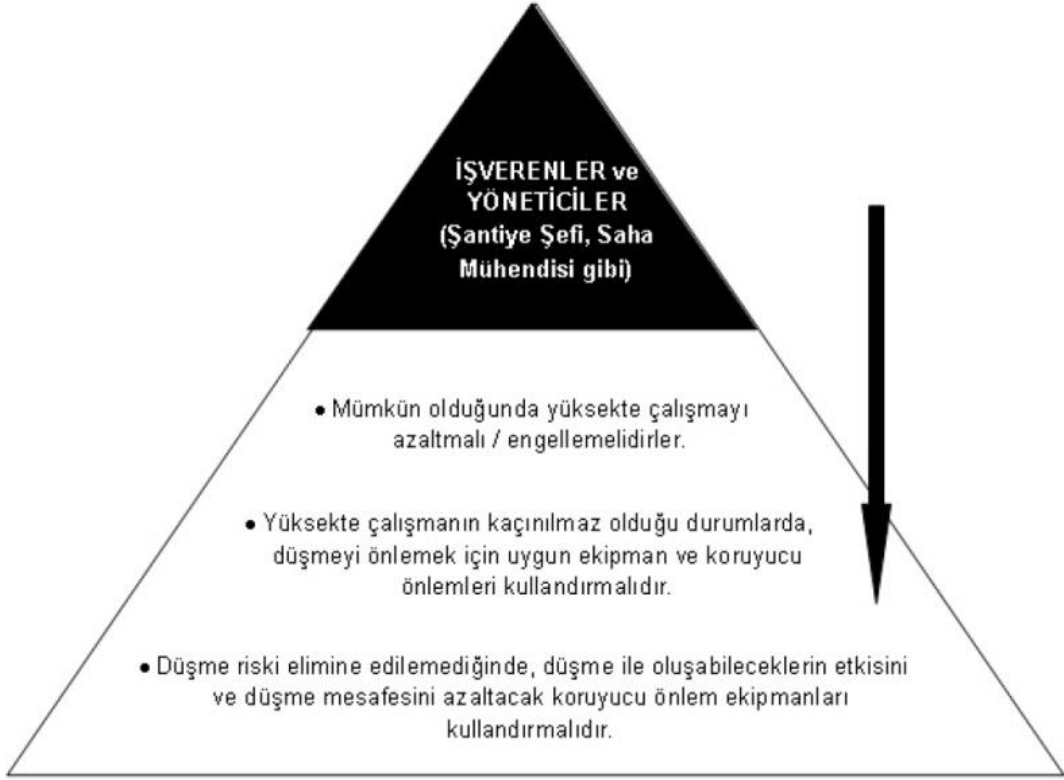 İŞVERENLER ve
YÖNETİCİLER
(Şantiye Şefi, Saha
Mühendisi gibi)
• Mümkün olduğunda yüksekte çalışmayı
azaltmalı / engellemelidirler.
• Yüksekte çalışmanın kaçınılmaz olduğu durumlarda,
düşmeyi önlemek için uygun ekipman ve koruyucu
önlemleri kullandırmalıdır.
• Düşme riski elimine edilemediğinde, düşme ile oluşabileceklerin etkisini
ve düşme mesafesini azaltacak koruyucu önlem ekipmanları
kullandırmalıdır.